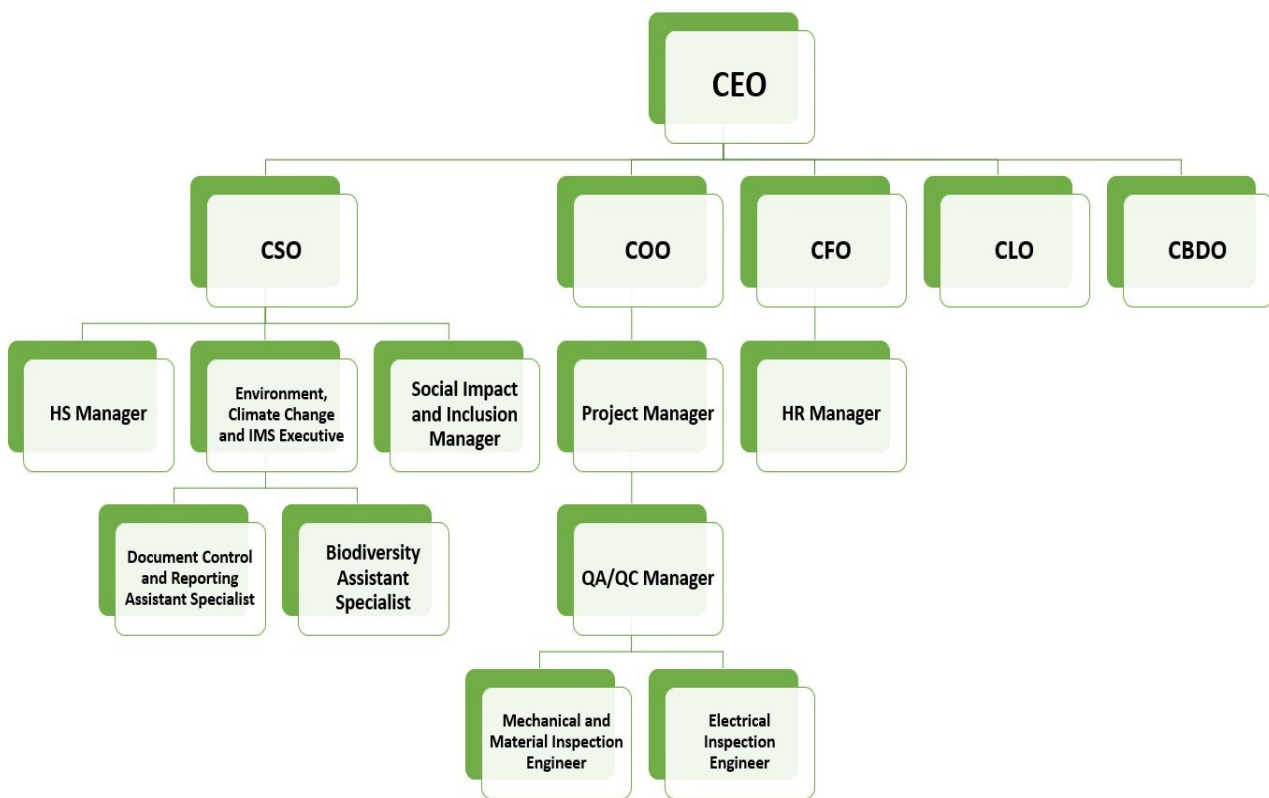 CEO
CSO
COO
CFO
CLO
CBDO
HS Manager
Environment,
Climate Change
and IMS Executive
Social Impact
and Inclusion
Manager
Project Manager
HR Manager
Document Control
and Reporting
Assistant Specialist
Biodiversity
Assistant
Specialist
QA/QC Manager
Mechanical and
Material Inspection
Engineer
Electrical
Inspection
Engineer